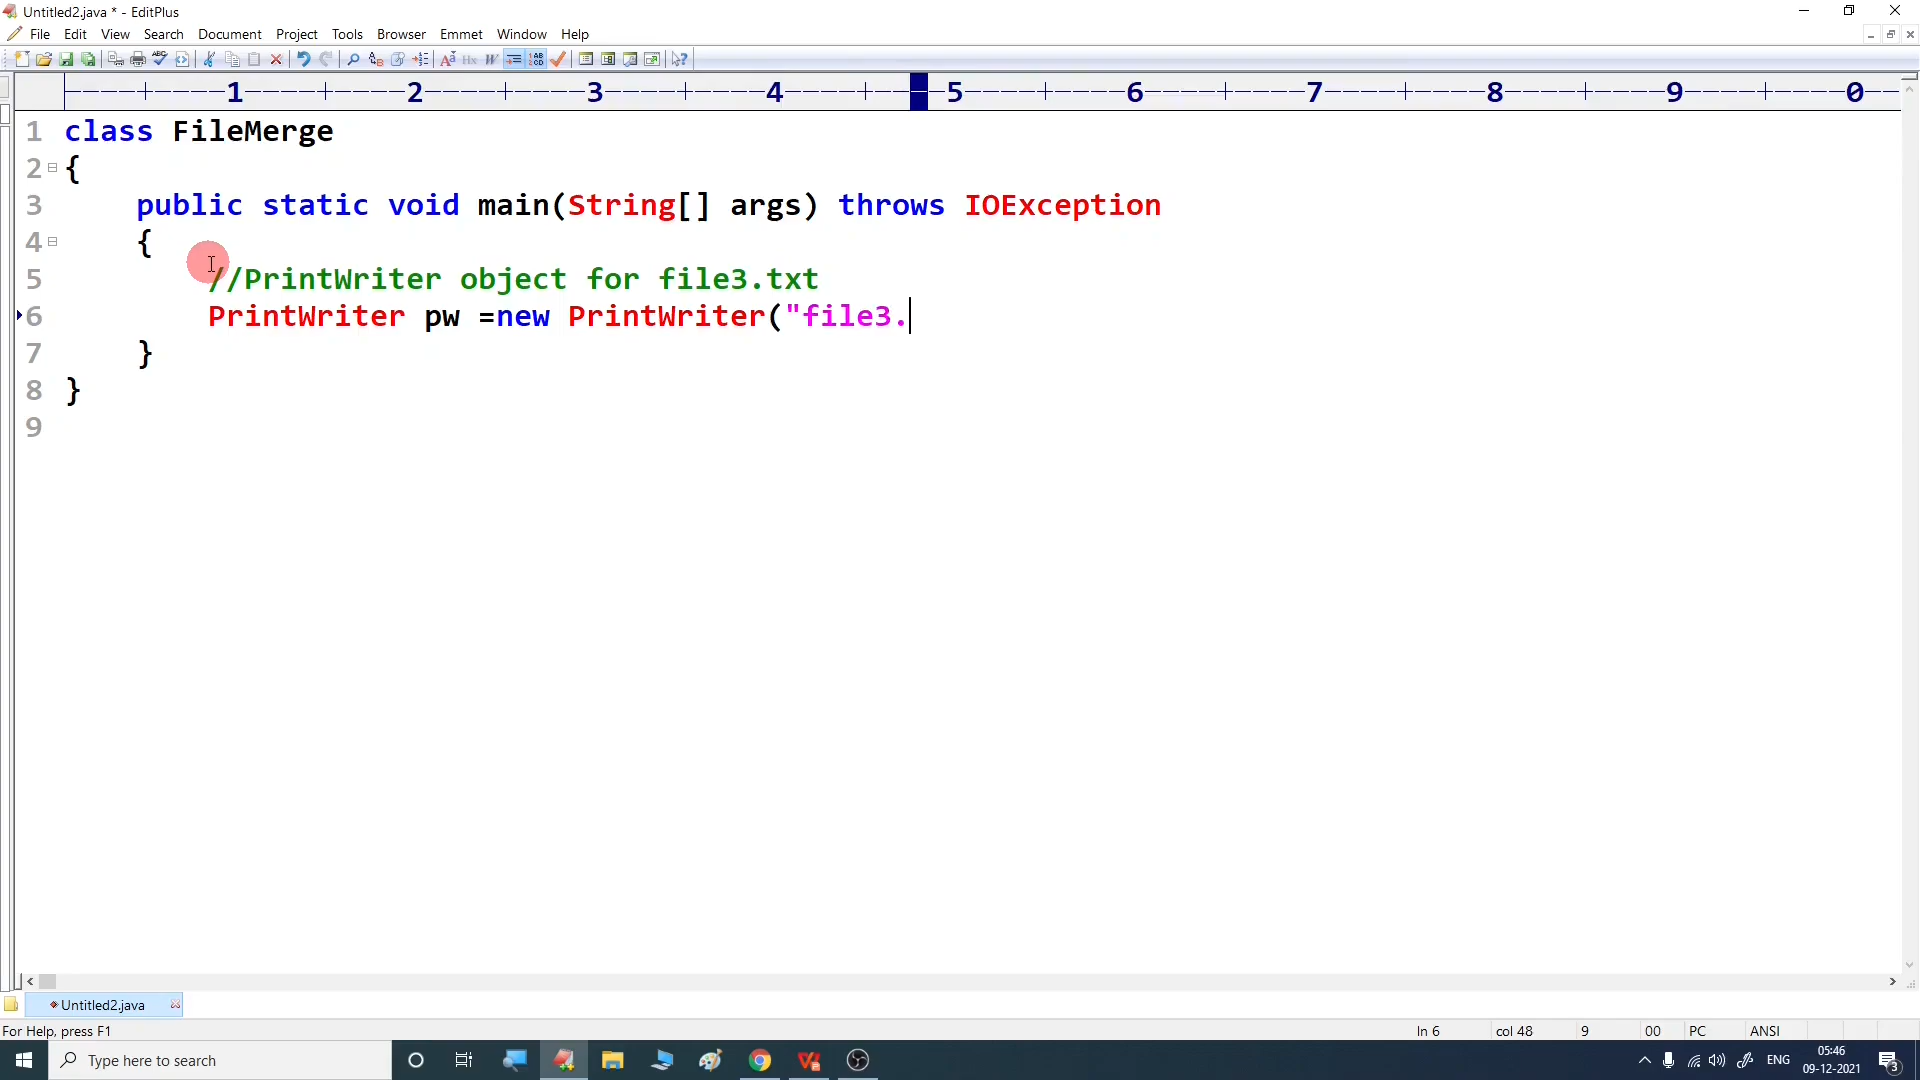 Untitled2.java * - EditPlus
File Edit View Search Document Project Tools Browser Emmet Window Help
1 2 3 4 5 6 7 8 9 0
1 class FileMerge
2 {
3 public static void main(String[] args) throws IOException
4 {
5 //PrintWriter object for file3.txt
6 PrintWriter pw =new PrintWriter("file3.
7 }
8 }
9
Untitled2.java
For Help, press F1 ln 6 col 48 9 00 PC ANSI
Type here to search ENG 05:46
09-12-2021 3